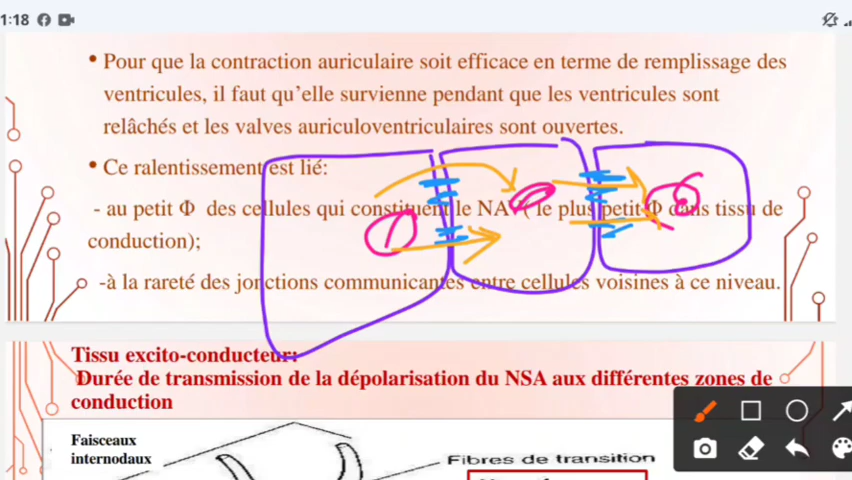 1:18
• Pour que la contraction auriculaire soit efficace en terme de remplissage des
ventricules, il faut qu'elle survienne pendant que les ventricules sont
relâchés et les valves auriculoventriculaires sont ouvertes.
• Ce ralentissement est lié:
- au petit Φ des cellules qui constituent le NAV( le plus petit Φ dans tissu de
conduction);
-à la rareté des jonctions communicantes entre cellules voisines à ce niveau.
Tissu excito-conducteur:
Durée de transmission de la dépolarisation du NSA aux différentes zones de
conduction
Faisceaux
internodaux
Fibres de transition